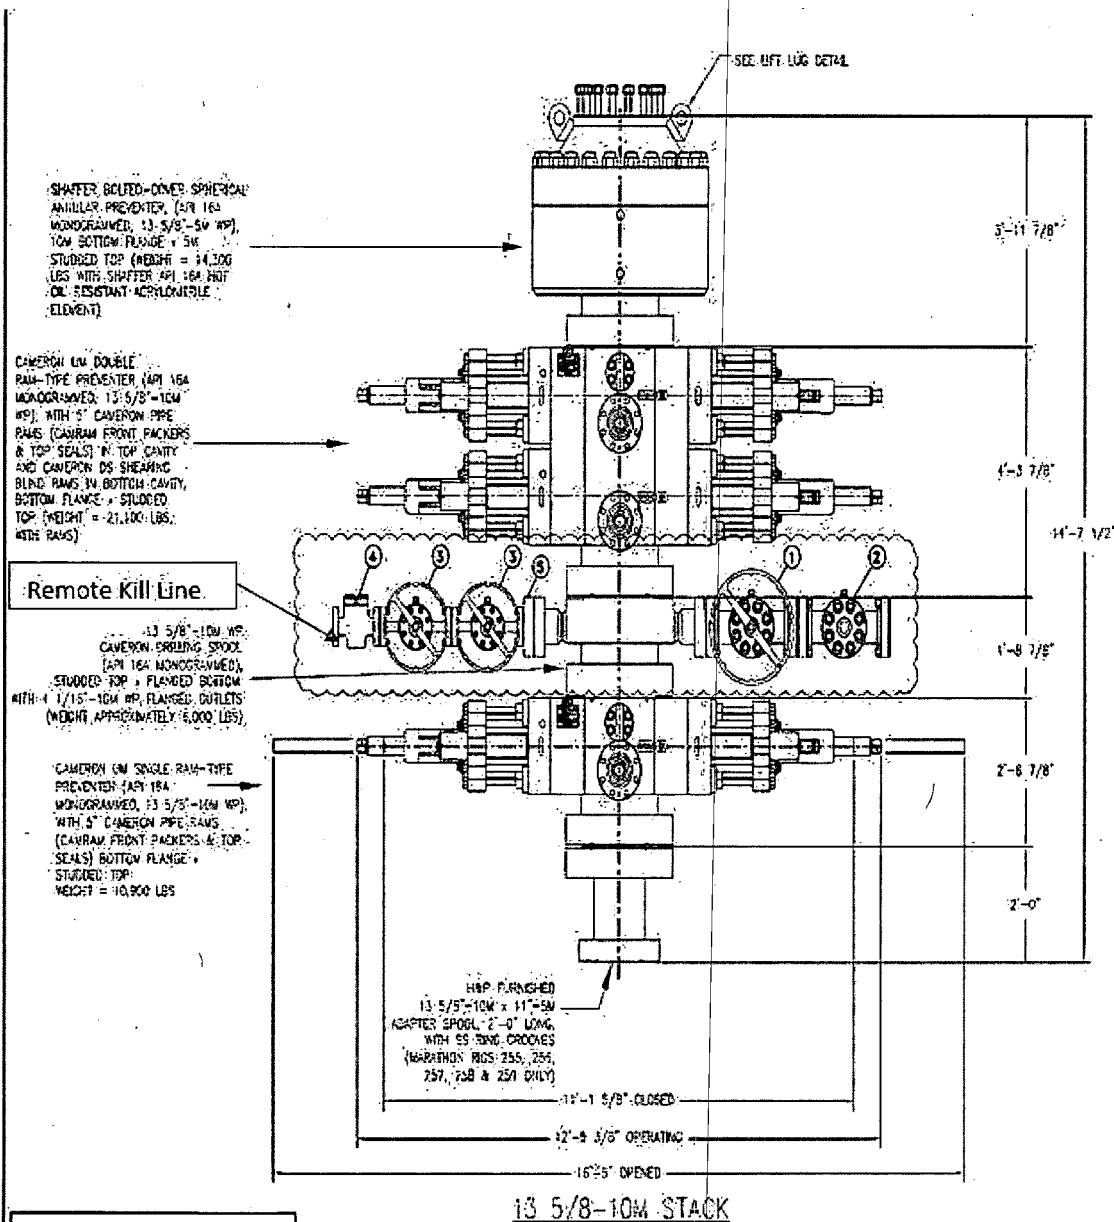 SEE LIFT LUG DETAIL
SHAFFER BOLTED-COVER SPHERICAL
ANNULAR PREVENTER, (API 16A
MONOGRAMMED, 13-5/8"-5M WP),
10M BOTTOM FLANGE x 5M
STUDDED TOP (WEIGHT = 14,300
LBS WITH SHAFFER API 16A HOT
OIL RESISTANT
ELEMENT)
3'-11 7/8"
CAMERON UM DOUBLE
RAM-TYPE PREVENTER (API 16A
MONOGRAMMED, 13-5/8"-10M
WP), WITH 5" CAMERON PIPE
RAMS (CAMRAM FRONT PACKERS
& TOP SEALS) IN TOP CAVITY
AND CAMERON DS SHEARING
BLIND RAMS IN BOTTOM CAVITY,
BOTTOM FLANGE x STUDDED
TOP (WEIGHT = 21,100 LBS,
WITH RAMS)
4'-3 7/8"
14'-7 1/2"
4 3 3 5 1 2
Remote Kill Line
13 5/8"-10M WP
CAMERON DRILLING SPOOL
(API 16A MONOGRAMMED),
STUDDED TOP x FLANGED BOTTOM
WITH 4 1/16"-10M WP FLANGED OUTLETS
(WEIGHT APPROXIMATELY 6,000 LBS)
1'-8 7/8"
CAMERON UM SINGLE RAM-TYPE
PREVENTER (API 16A
MONOGRAMMED, 13 5/8"-10M WP),
WITH 5" CAMERON PIPE RAMS
(CAMRAM FRONT PACKERS & TOP
SEALS) BOTTOM FLANGE x
STUDDED TOP
WEIGHT = 10,900 LBS
2'-6 7/8"
2'-0"
H&P FURNISHED
13 5/8"-10M x 11"-5M
ADAPTER SPOOL, 2'-0" LONG,
WITH SS RING GROOVES
(MARATHON RIGS 255, 256,
257, 258 & 259 ONLY)
11'-1 5/8" CLOSED
12'-9 3/8" OPERATING
16'-5" OPENED
13 5/8-10M STACK